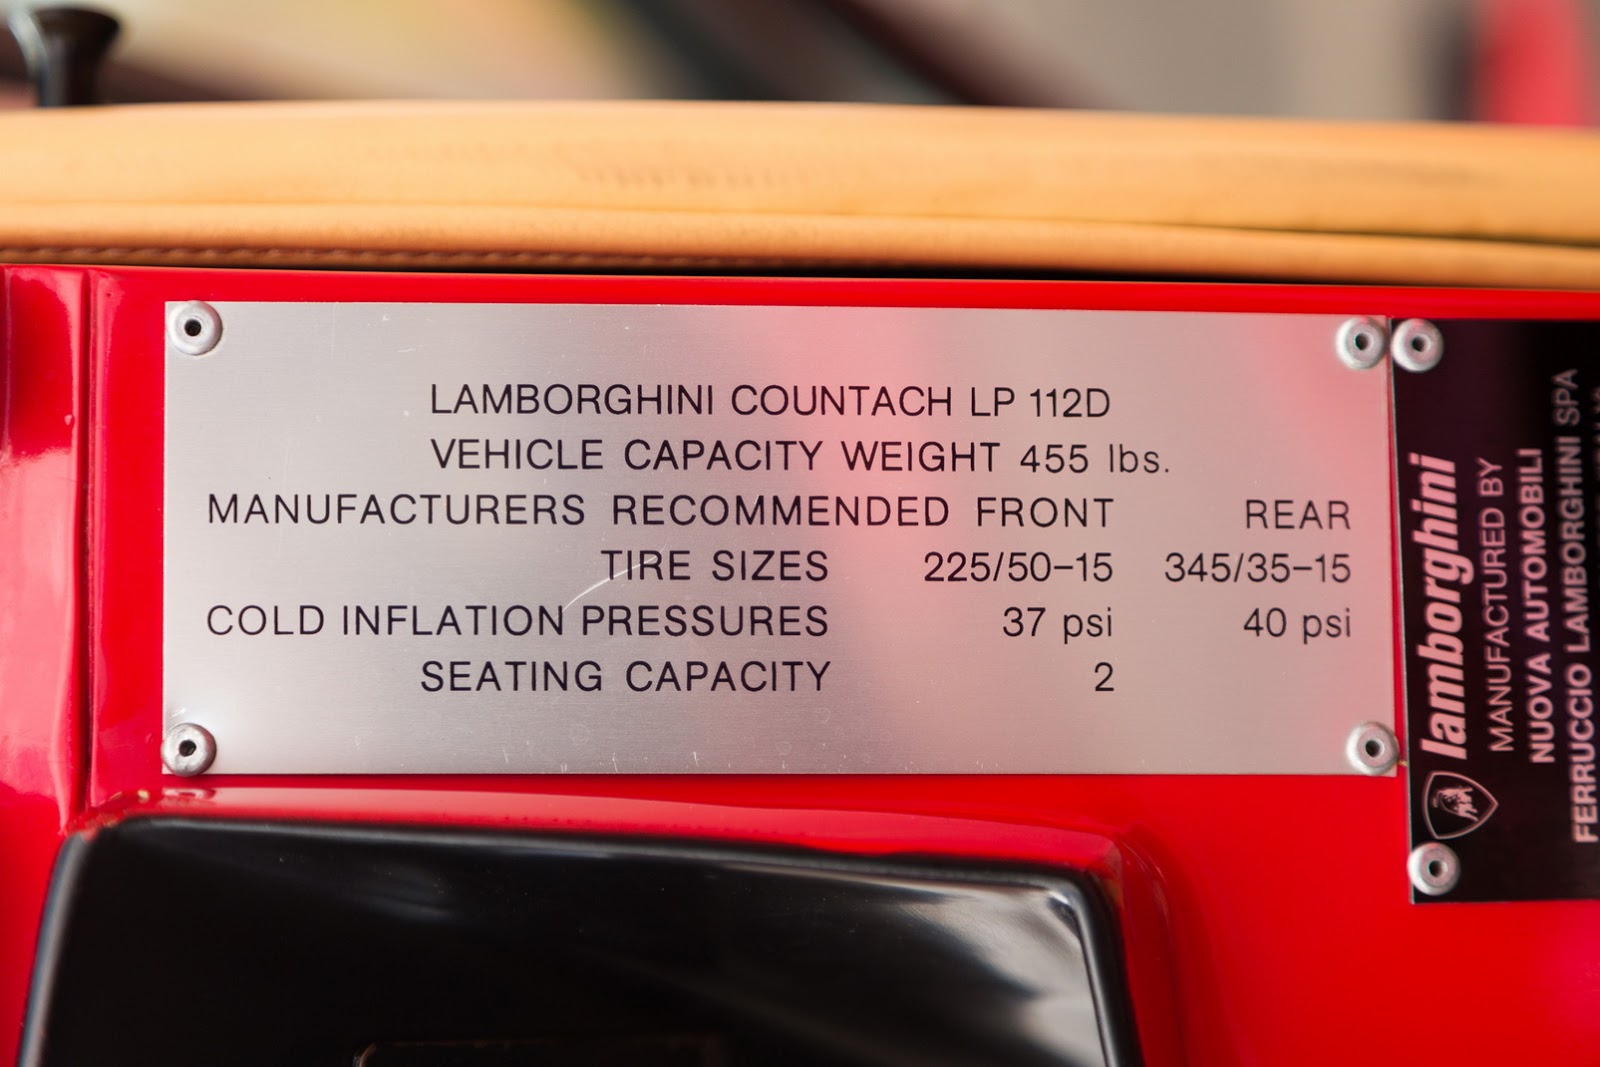 LAMBORGHINI COUNTACH LP 112D
VEHICLE CAPACITY WEIGHT 455 lbs.
MANUFACTURERS RECOMMENDED FRONT REAR
TIRE SIZES 225/50–15 345/35–15
COLD INFLATION PRESSURES 37 psi 40 psi
SEATING CAPACITY 2
lamborghini
MANUFACTURED BY
NUOVA AUTOMOBILI
FERRUCCIO LAMBORGHINI SPA